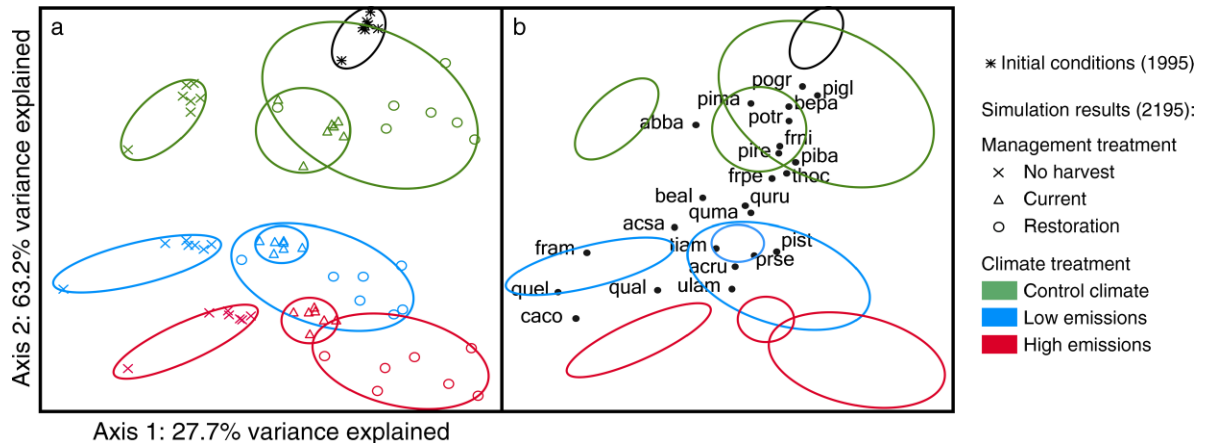 a
b
Axis 2: 63.2% variance explained
Axis 1: 27.7% variance explained
pogr
pigl
pima
bepa
potr
abba
frni
pire
piba
frpe
thoc
beal
quru
quma
acsa
fram
tiam
pist
prse
acru
quel
qual
ulam
caco
Initial conditions (1995)
Simulation results (2195):
Management treatment
No harvest
Current
Restoration
Climate treatment
Control climate
Low emissions
High emissions